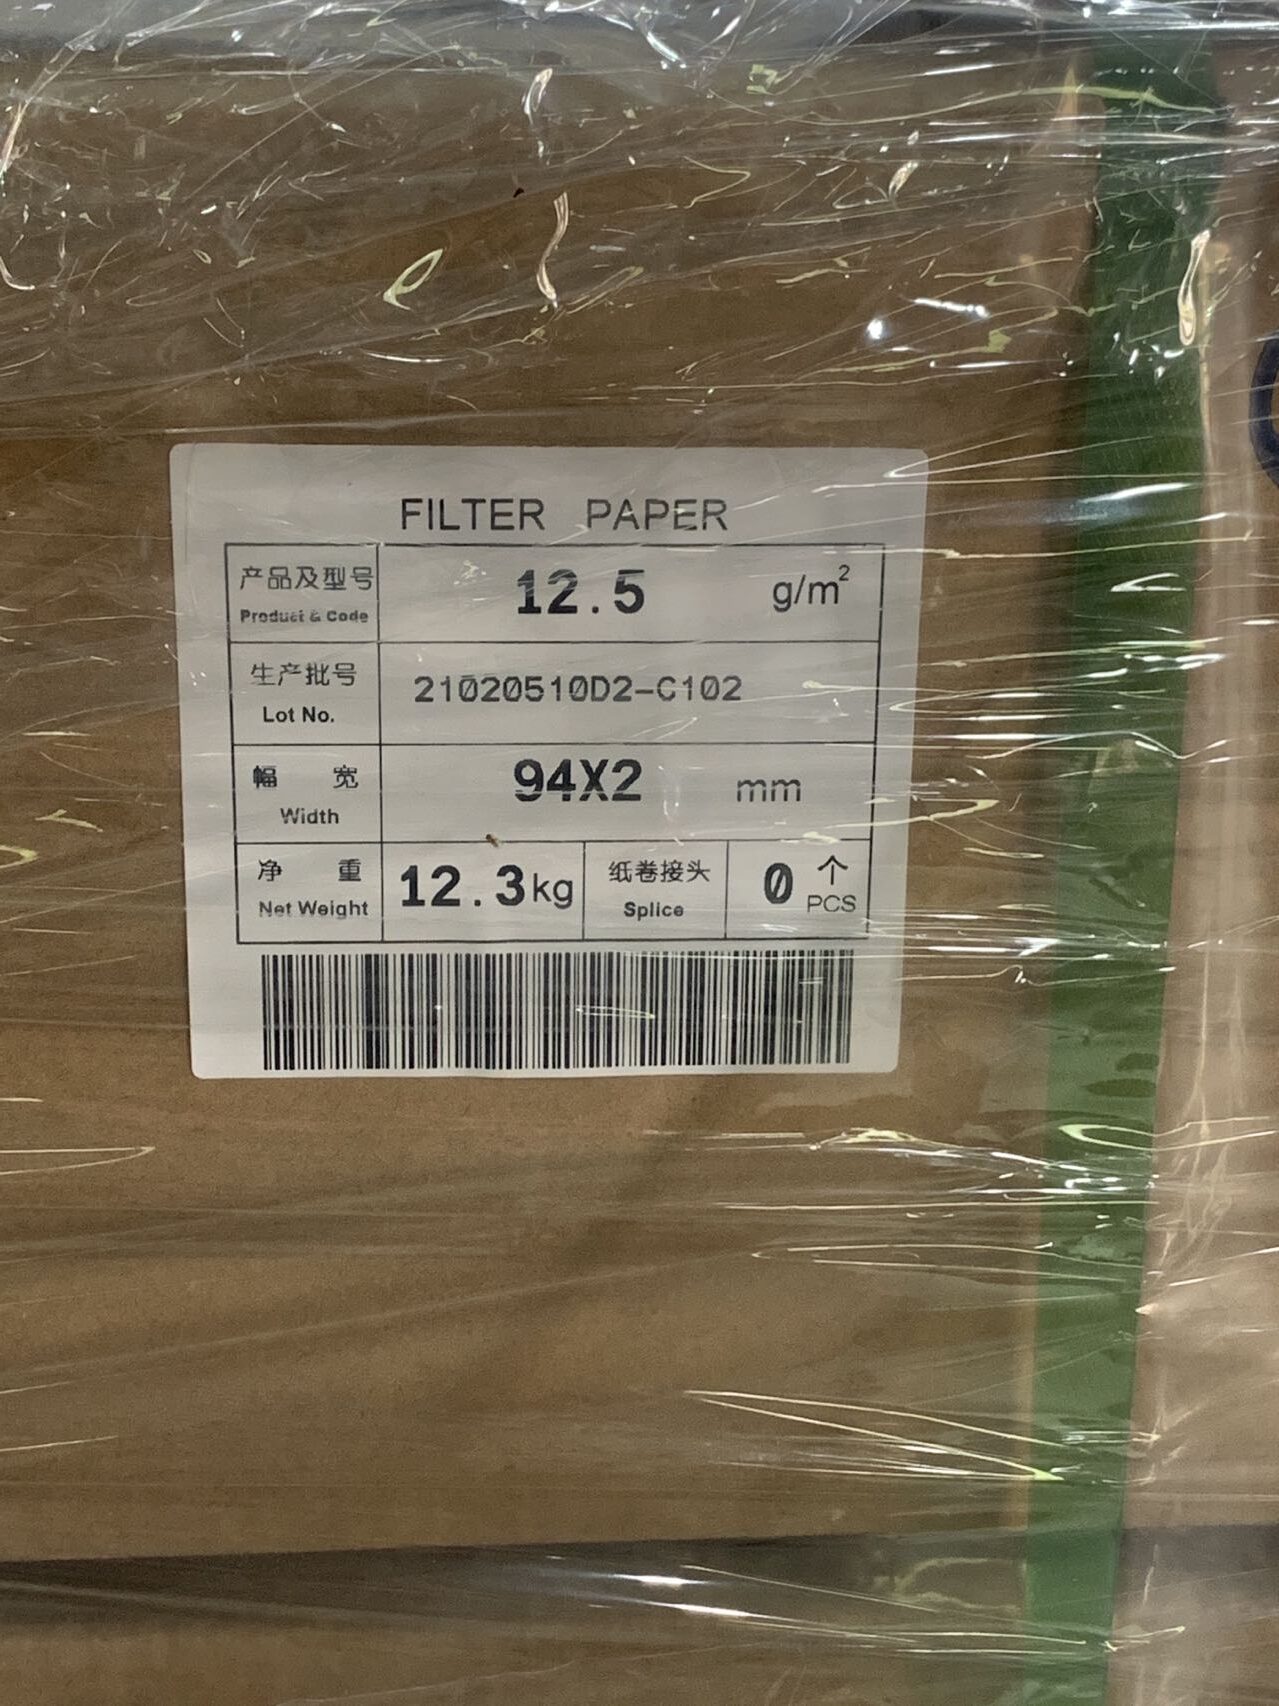 FILTER PAPER
产品及型号 12.5 g/m²
Product & Code
生产批号 21020510D2-C102
Lot No.
幅 宽 94X2 mm
Width
净 重 12.3kg 纸卷接头 0 个
Net Weight Splice PCS